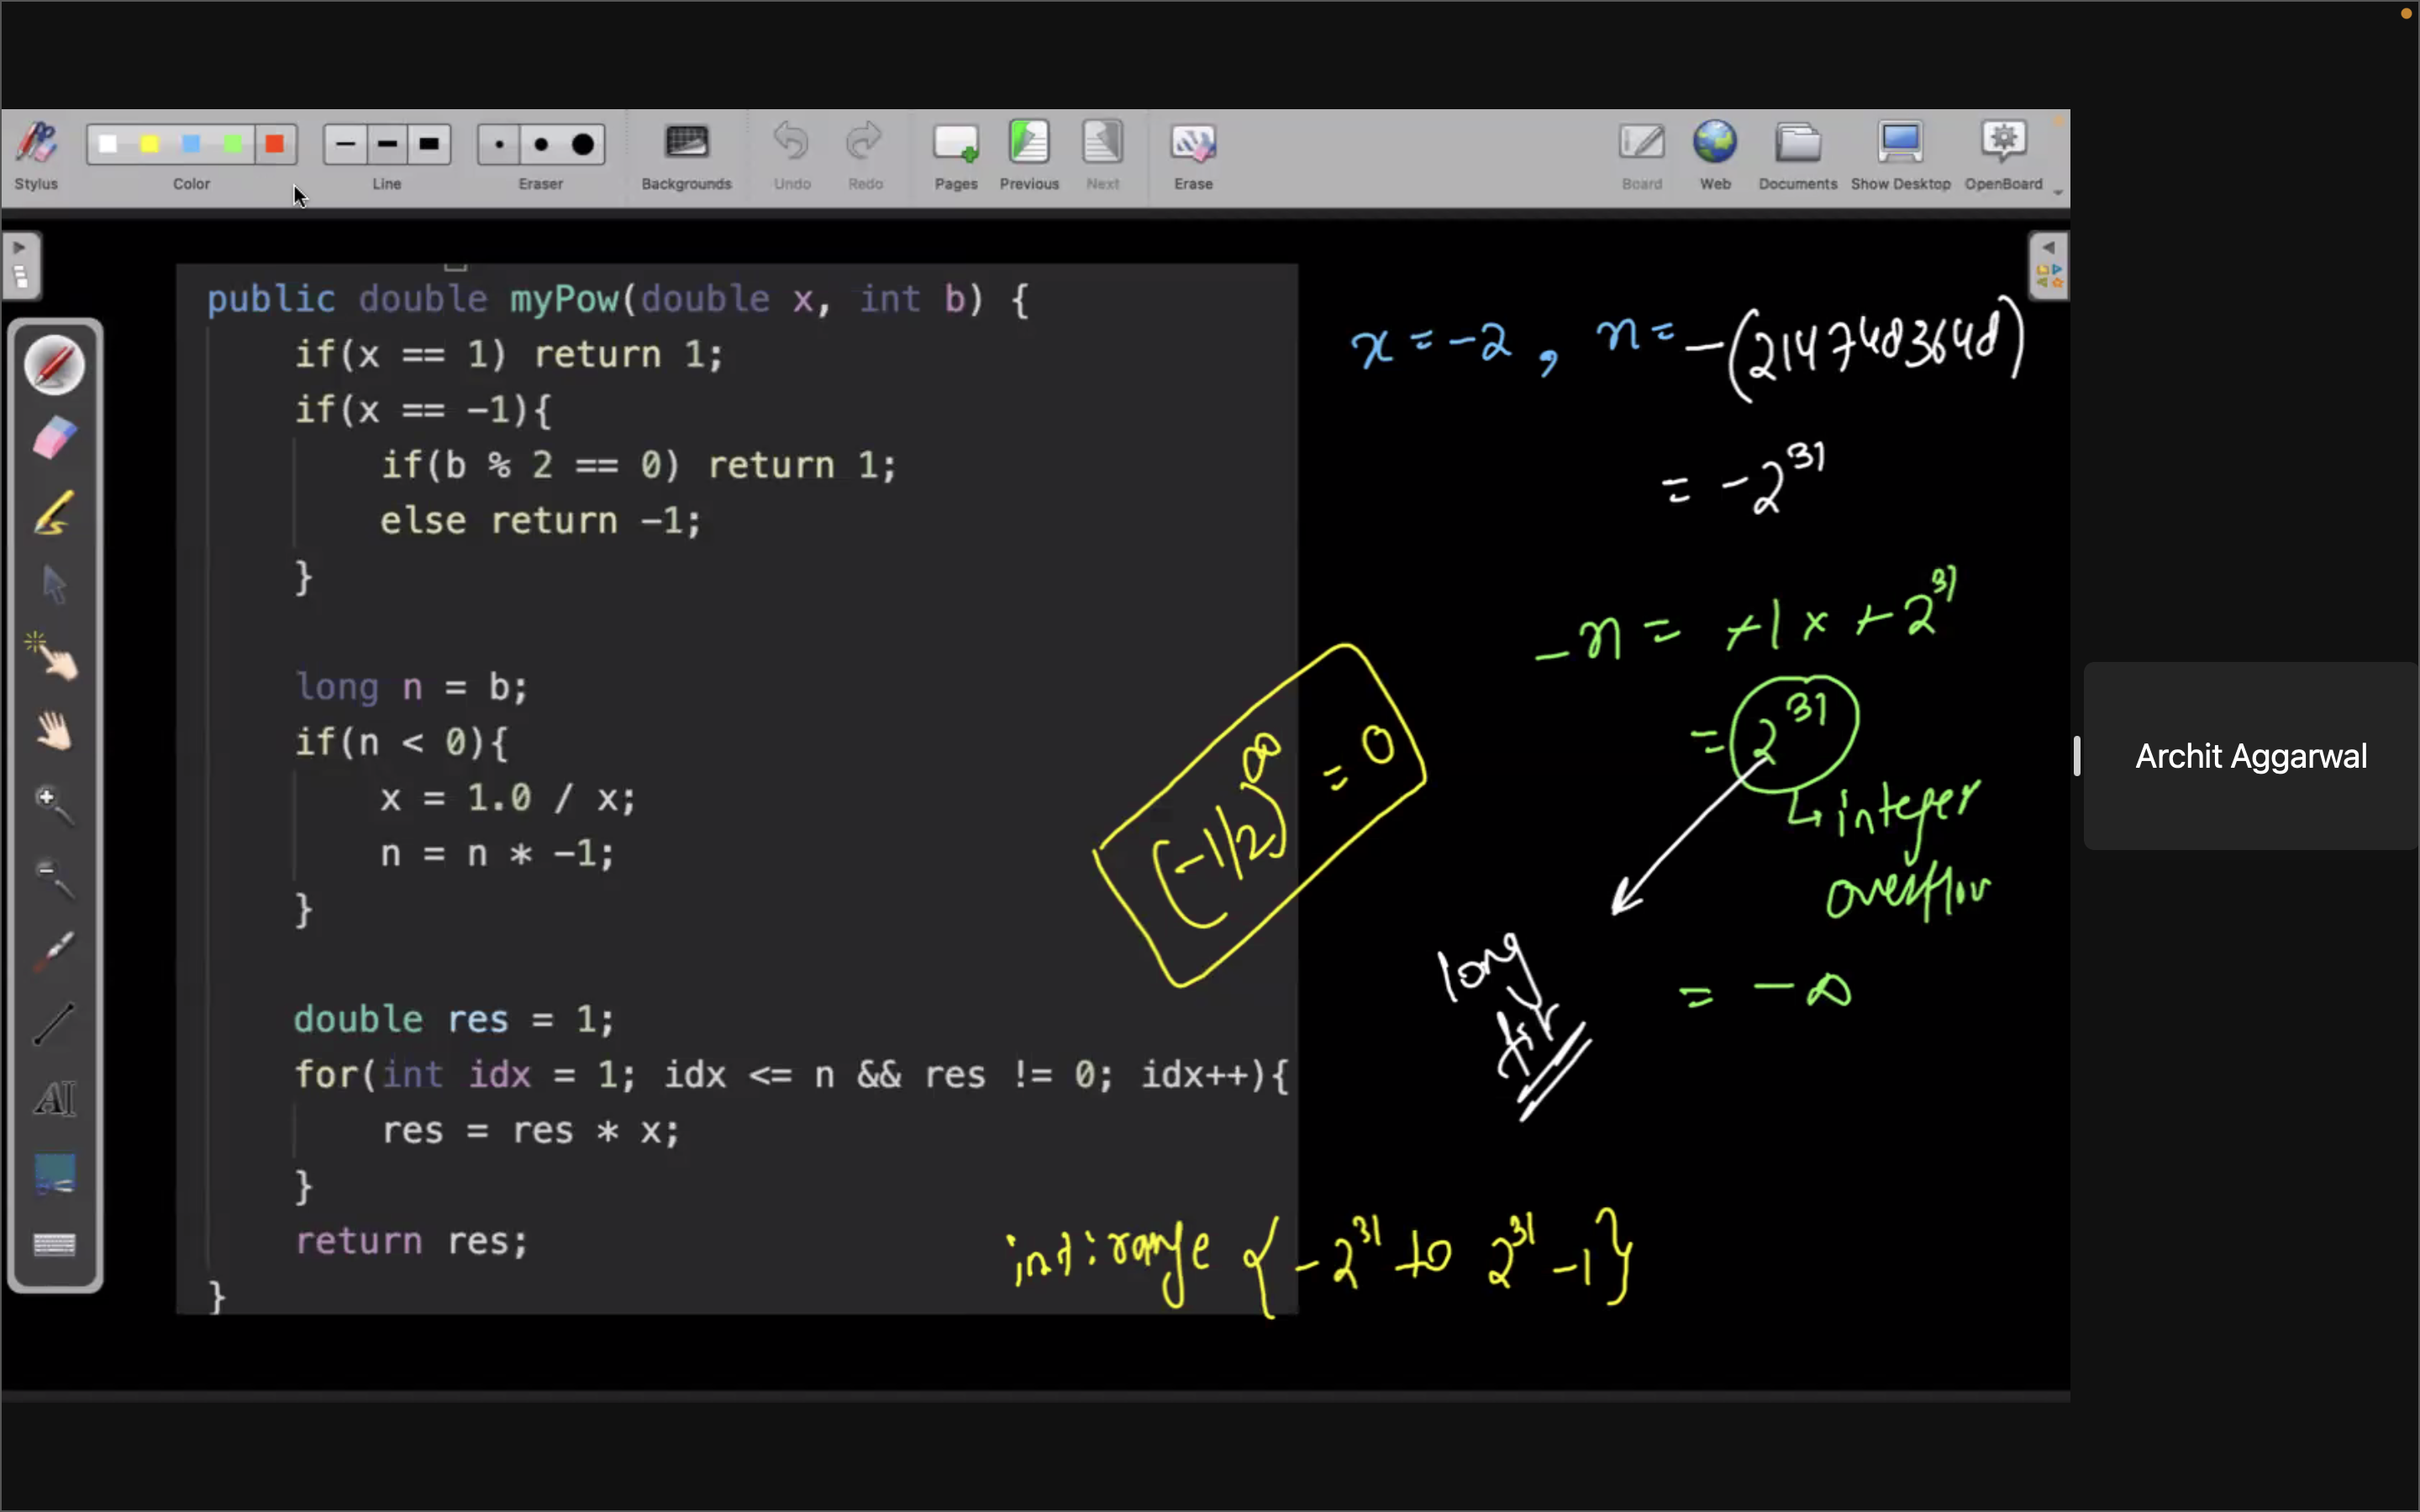 Stylus
Color
Line
Eraser
Backgrounds
Undo
Redo
Pages
Previous
Next
Erase
Board
Web
Documents
Show Desktop
OpenBoard
public double myPow(double x, int b) {
if(x == 1) return 1;
if(x == -1){
if(b % 2 == 0) return 1;
else return -1;
}
long n = b;
if(n < 0){
x = 1.0 / x;
n = n * -1;
}
double res = 1;
for(int idx = 1; idx <= n && res != 0; idx++){
res = res * x;
}
return res;
}
x = -2 , n = -(2147483648)
= -2^31
-n = +1 x +2^31
= 2^31
↳ integer
overflow
= -∞
long
(-1/2)^∞ = 0
int: range { -2^31 to 2^31 -1}
AI
Archit Aggarwal